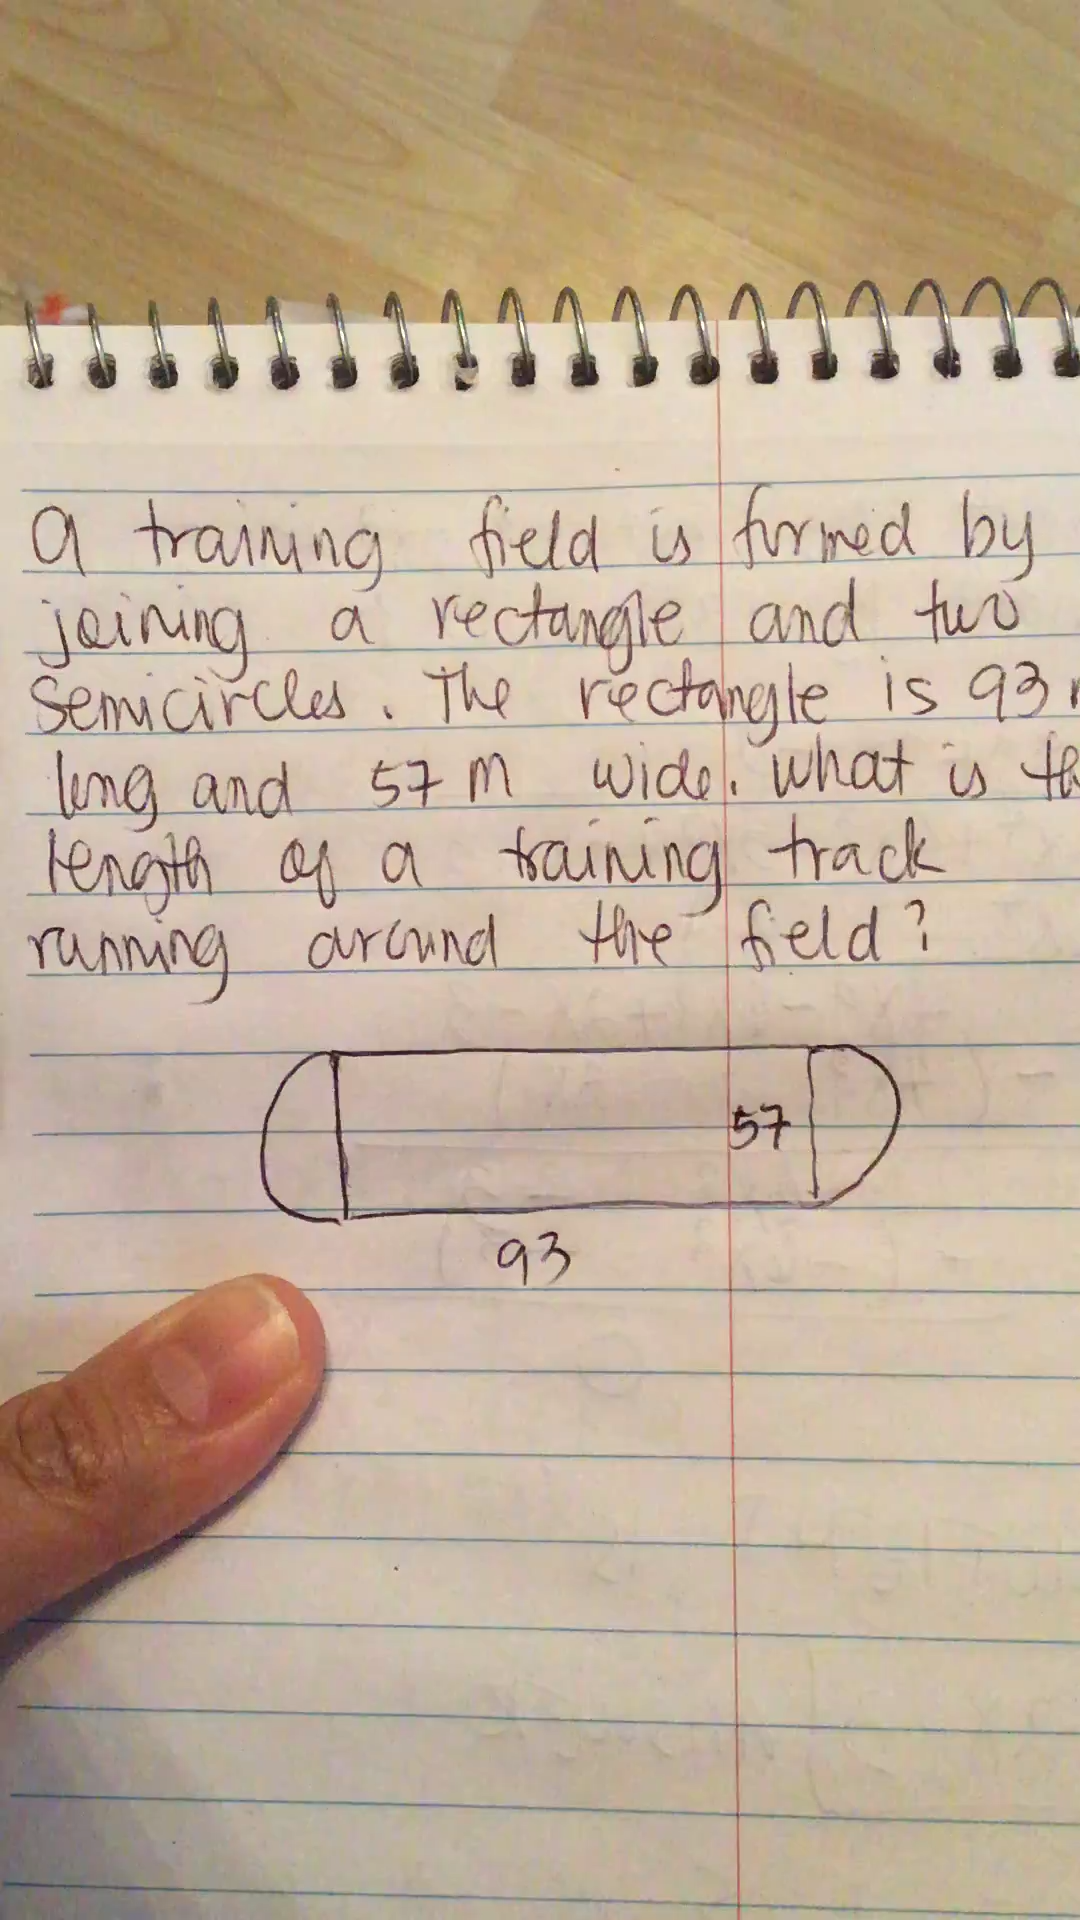 A training field is formed by
joining a rectangle and two
semicircles. The rectangle is 93
long and 57 m wide. what is
length of a training track
running around the field?
57
93